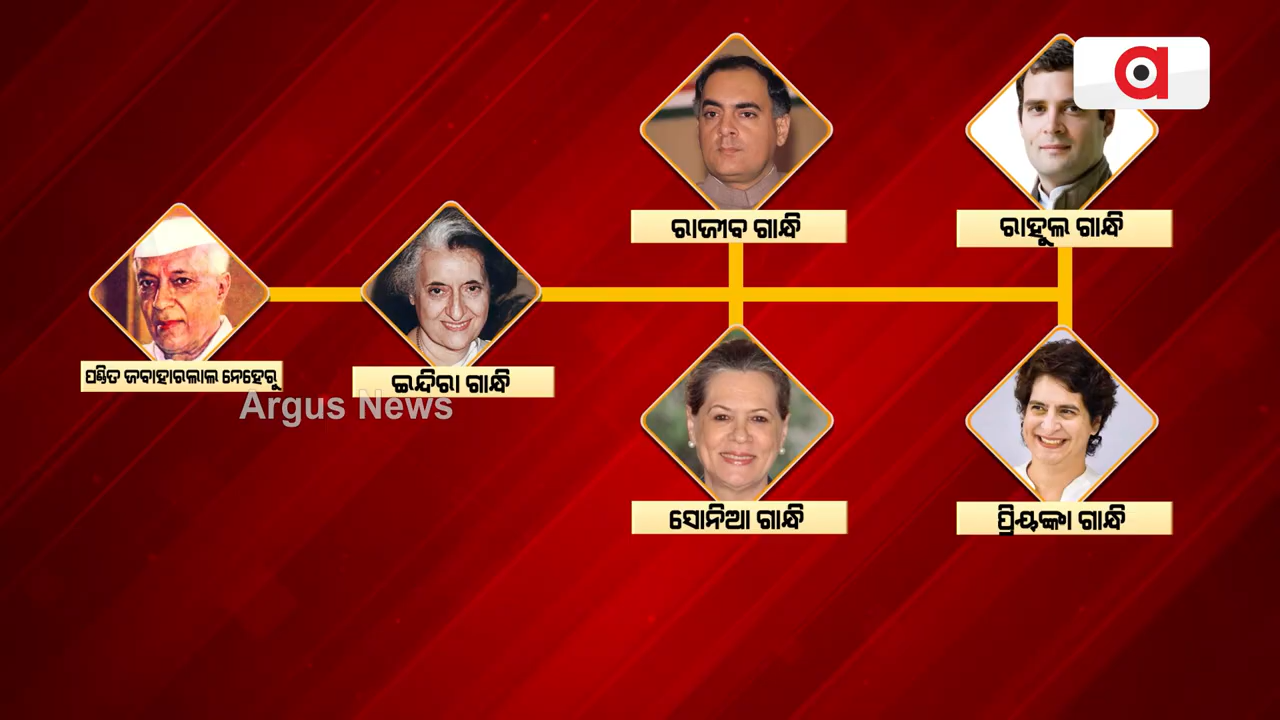 ରାଜୀବ ଗାନ୍ଧି
ରାହୁଲ ଗାନ୍ଧି
ପଣ୍ଡିତ ଜବାହାରଲାଲ ନେହେରୁ
ଇନ୍ଦିରା ଗାନ୍ଧି
Argus News
ସୋନିଆ ଗାନ୍ଧି
ପ୍ରିୟଙ୍କା ଗାନ୍ଧି